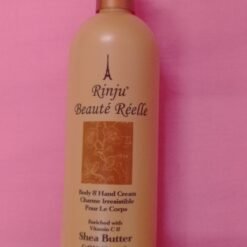 Rinju®
Beauté Réelle
Body & Hand Cream
Charme Irresistible
Pour Le Corps
Enriched with
Vitamin C &
Shea Butter